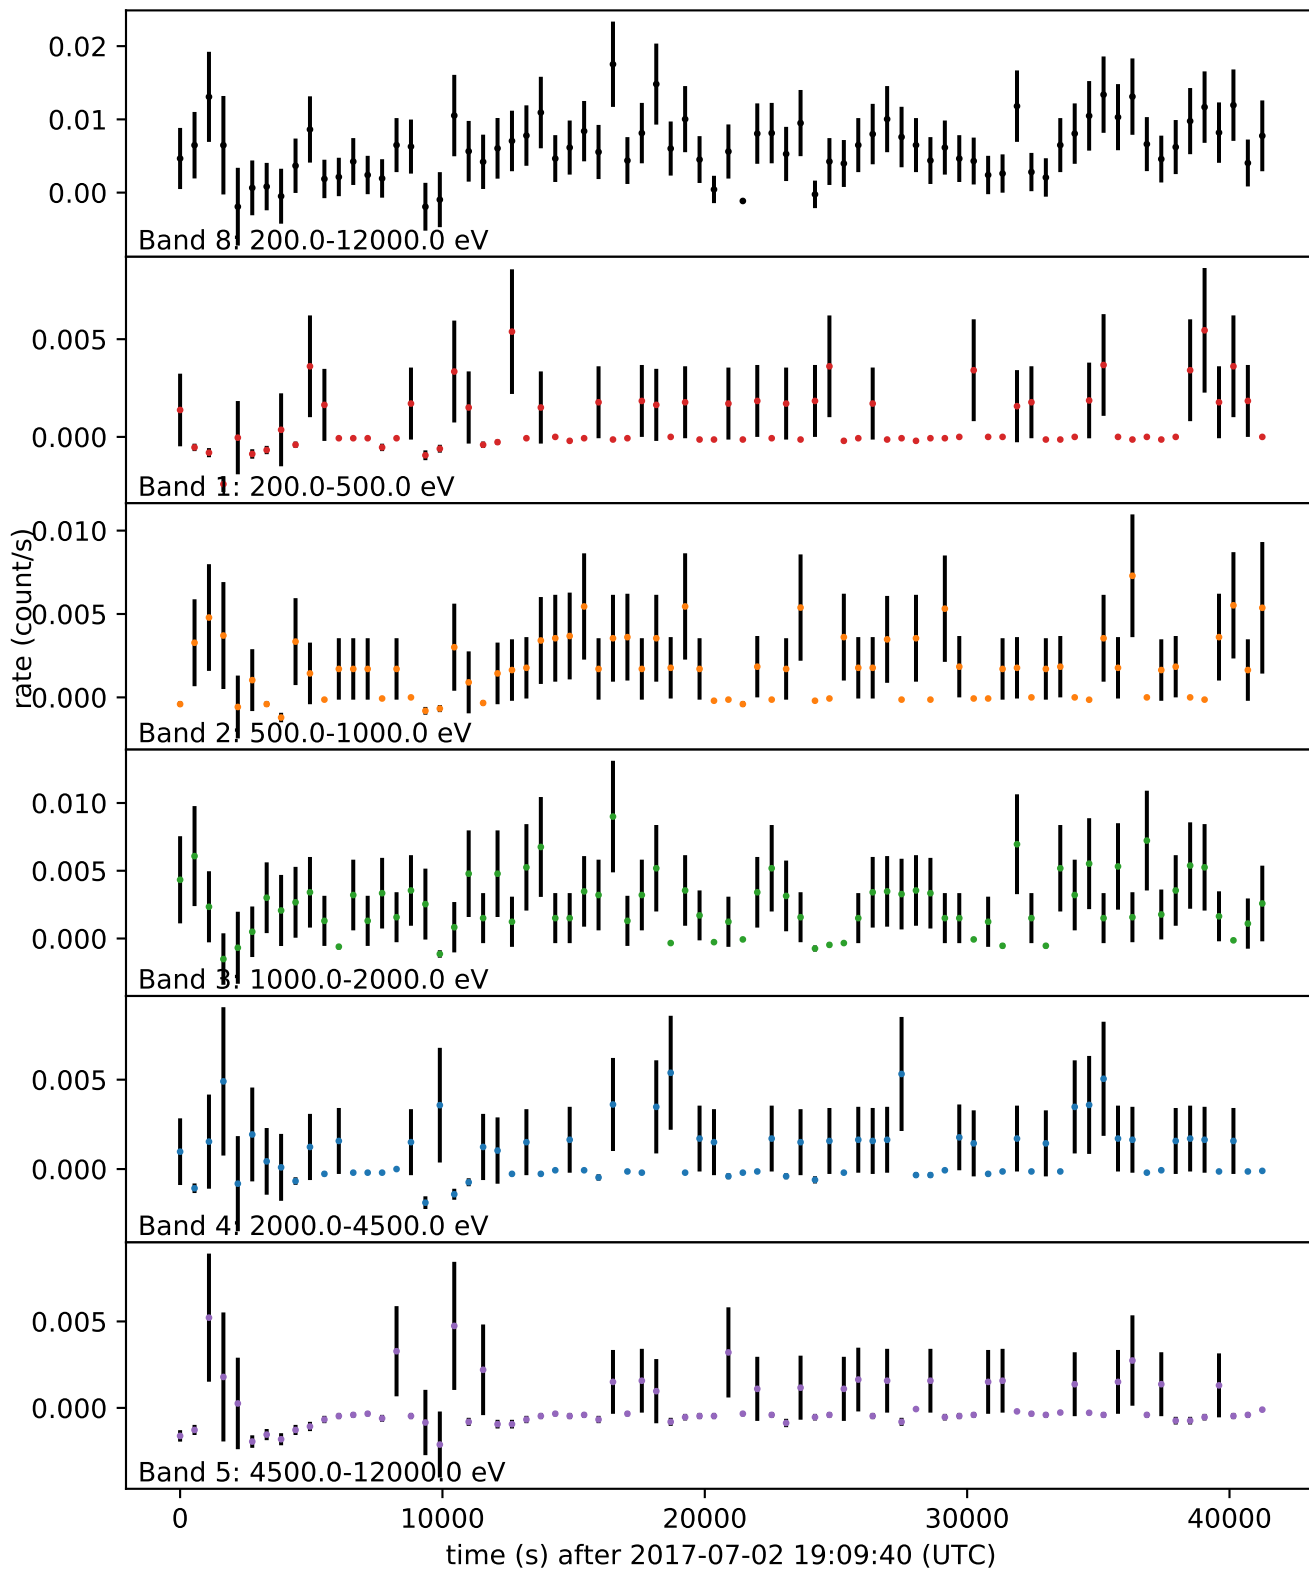 0.02
0.01
0.00
Band 8: 200.0-12000.0 eV
0.005
0.000
Band 1: 200.0-500.0 eV
rate (count/s)
0.010
0.005
0.000
Band 2: 500.0-1000.0 eV
0.010
0.005
0.000
Band 3: 1000.0-2000.0 eV
0.005
0.000
Band 4: 2000.0-4500.0 eV
0.005
0.000
Band 5: 4500.0-12000.0 eV
0 10000 20000 30000 40000
time (s) after 2017-07-02 19:09:40 (UTC)